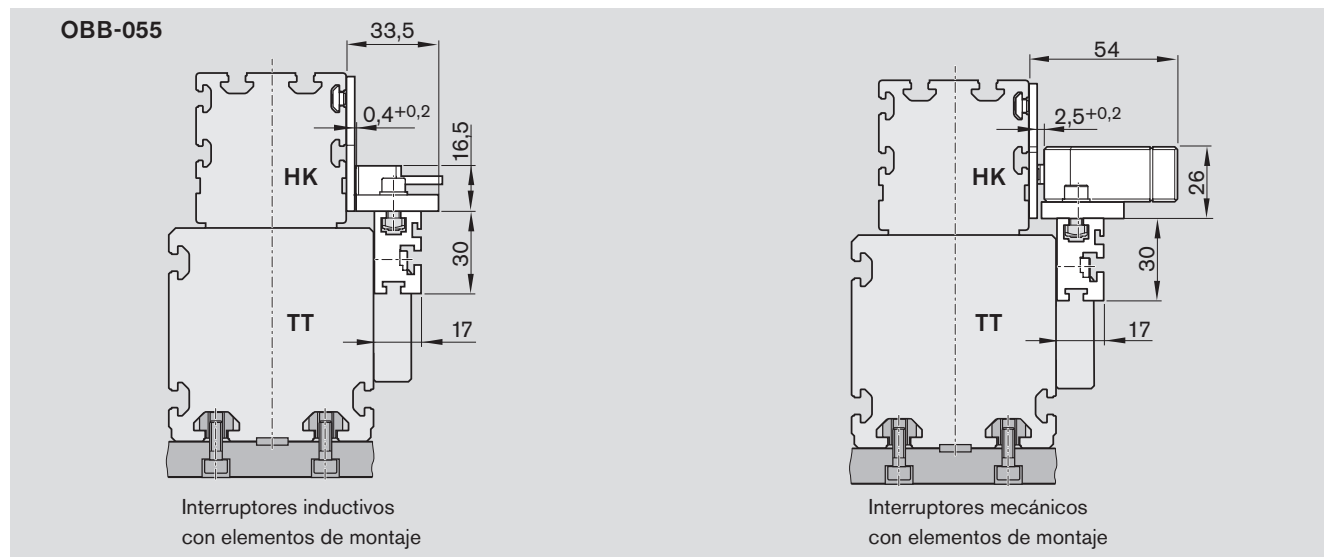 OBB-055
33,5
0,4+0,2
16,5
HK
30
TT
17
Interruptores inductivos
con elementos de montaje
54
2,5+0,2
26
HK
30
TT
17
Interruptores mecánicos
con elementos de montaje